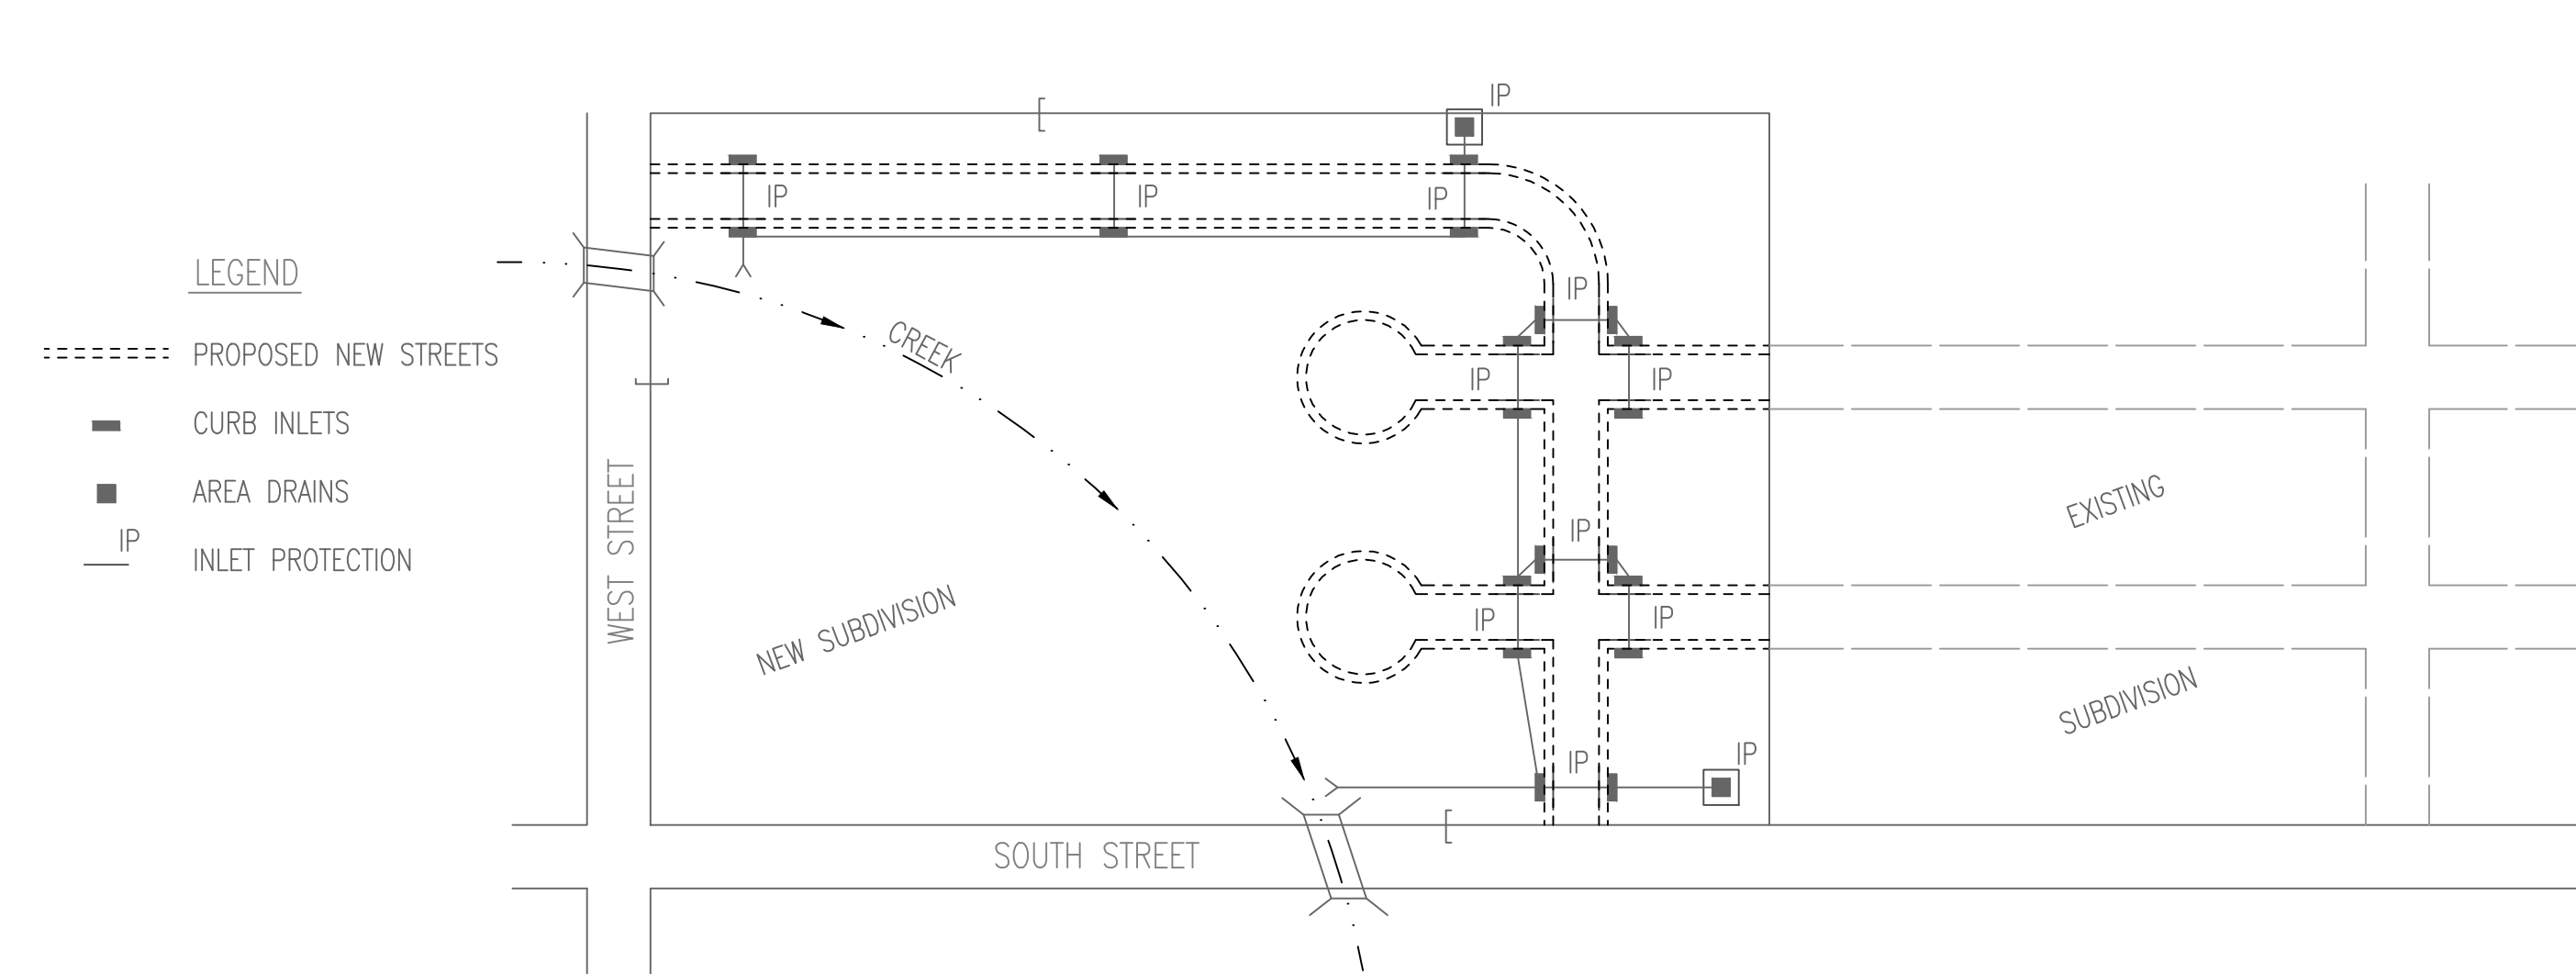 IP
IP
IP
IP
LEGEND
PROPOSED NEW STREETS
CURB INLETS
AREA DRAINS
IP
INLET PROTECTION
WEST STREET
CREEK
NEW SUBDIVISION
IP
IP
IP
IP
IP
IP
IP
IP
SOUTH STREET
EXISTING
SUBDIVISION